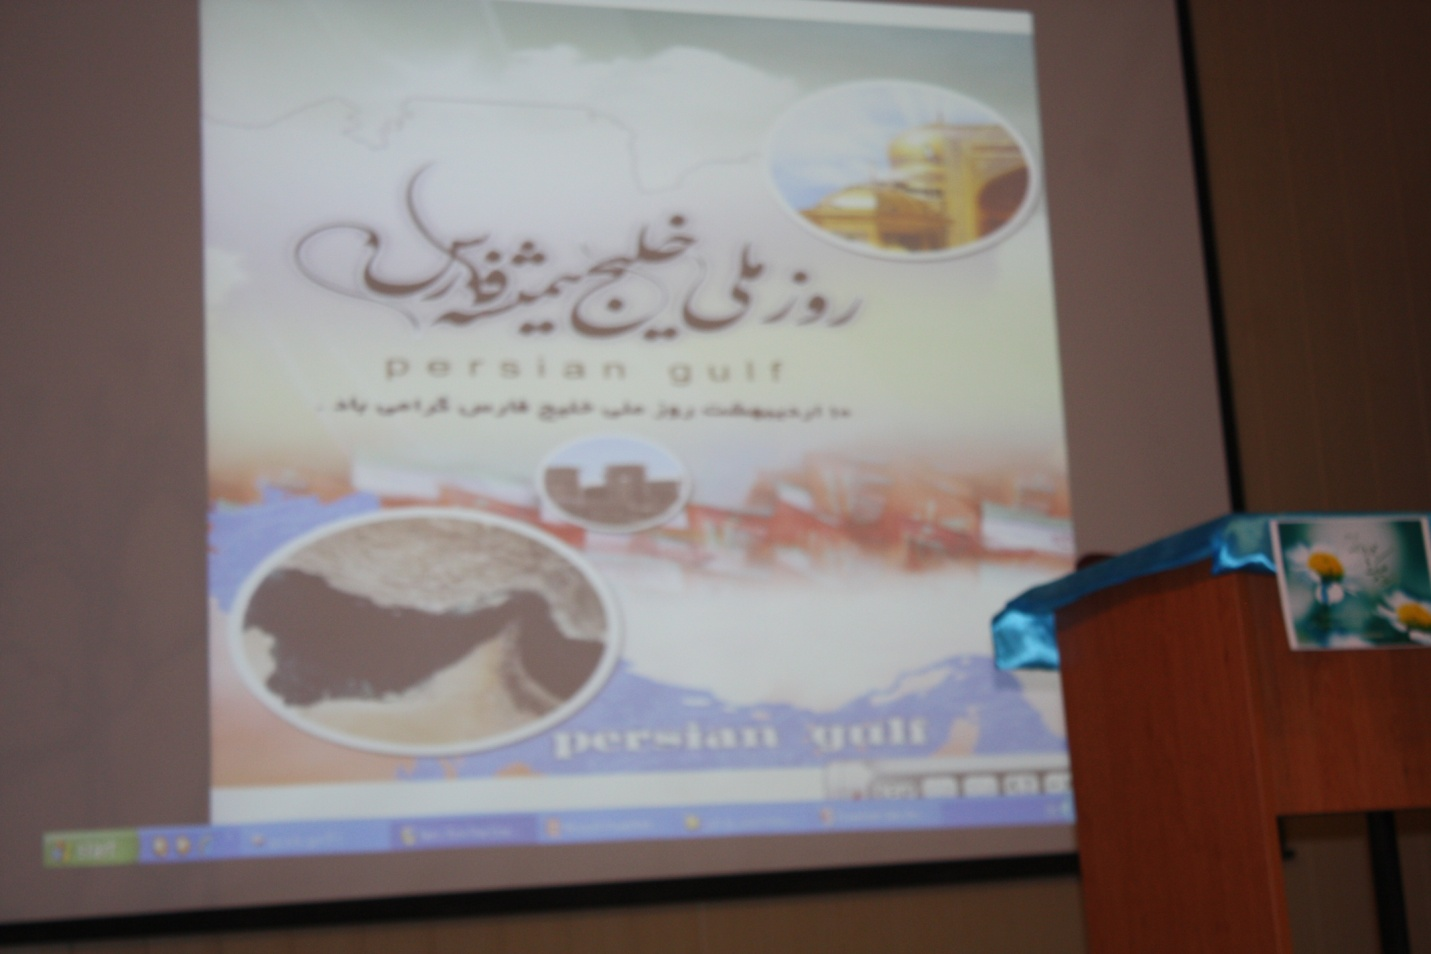 روز ملی خلیج همیشه فارس
persian gulf
۱۰ اردیبهشت روز ملی خلیج فارس گرامی باد .
persian gulf
start